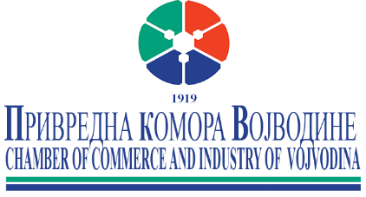 1919
ПРИВРЕДНА КОМОРА ВОЈВОДИНЕ
CHAMBER OF COMMERCE AND INDUSTRY OF VOJVODINA